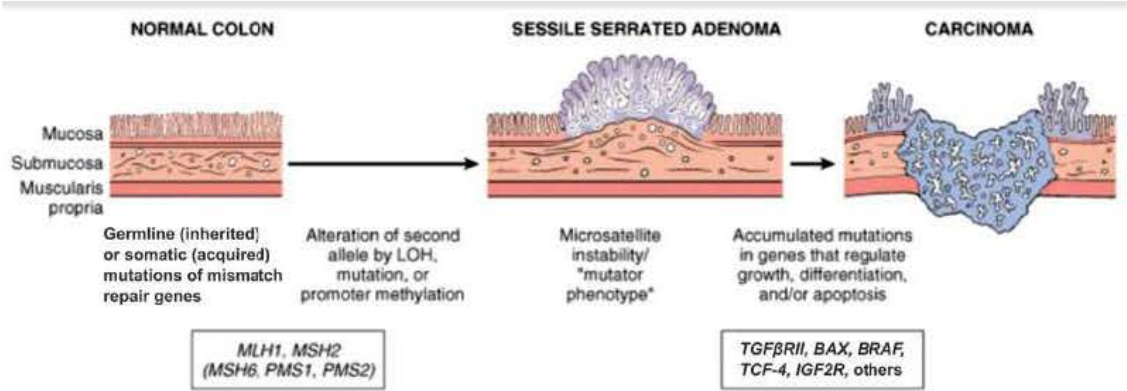 NORMAL COLON
SESSILE SERRATED ADENOMA
CARCINOMA
Mucosa
Submucosa
Muscularis
propria
Germline (inherited)
or somatic (acquired)
mutations of mismatch
repair genes
Alteration of second
allele by LOH,
mutation, or
promoter methylation
Microsatellite
instability/
"mutator
phenotype"
Accumulated mutations
in genes that regulate
growth, differentiation,
and/or apoptosis
MLH1, MSH2
(MSH6, PMS1, PMS2)
TGFβRII, BAX, BRAF,
TCF-4, IGF2R, others